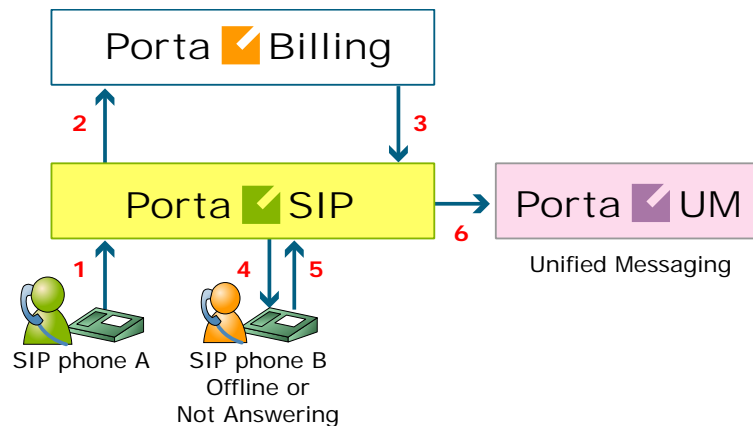 Porta Billing
2
3
Porta SIP
Porta UM
6
1
4
5
Unified Messaging
SIP phone A
SIP phone B
Offline or
Not Answering